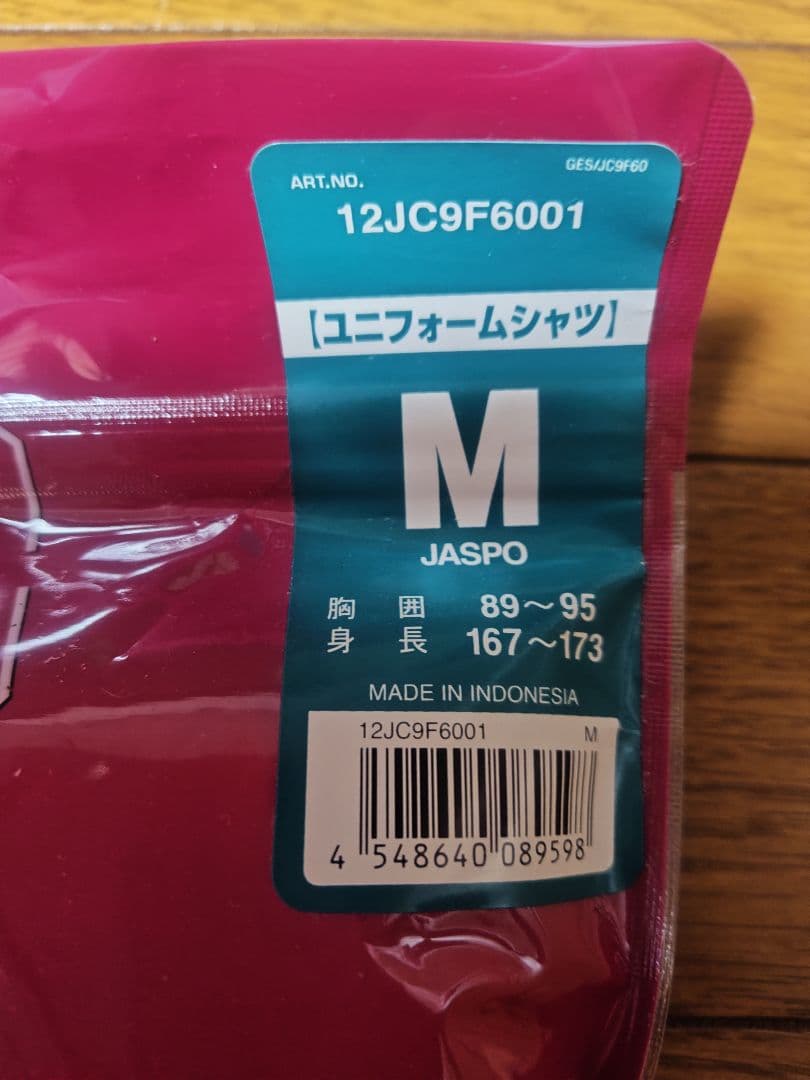 GES/JC9F60
ART.NO.
12JC9F6001
【ユニフォームシャツ】
M
JASPO
胸囲 89～95
身長 167～173
MADE IN INDONESIA
12JC9F6001 M
4 548640 089598